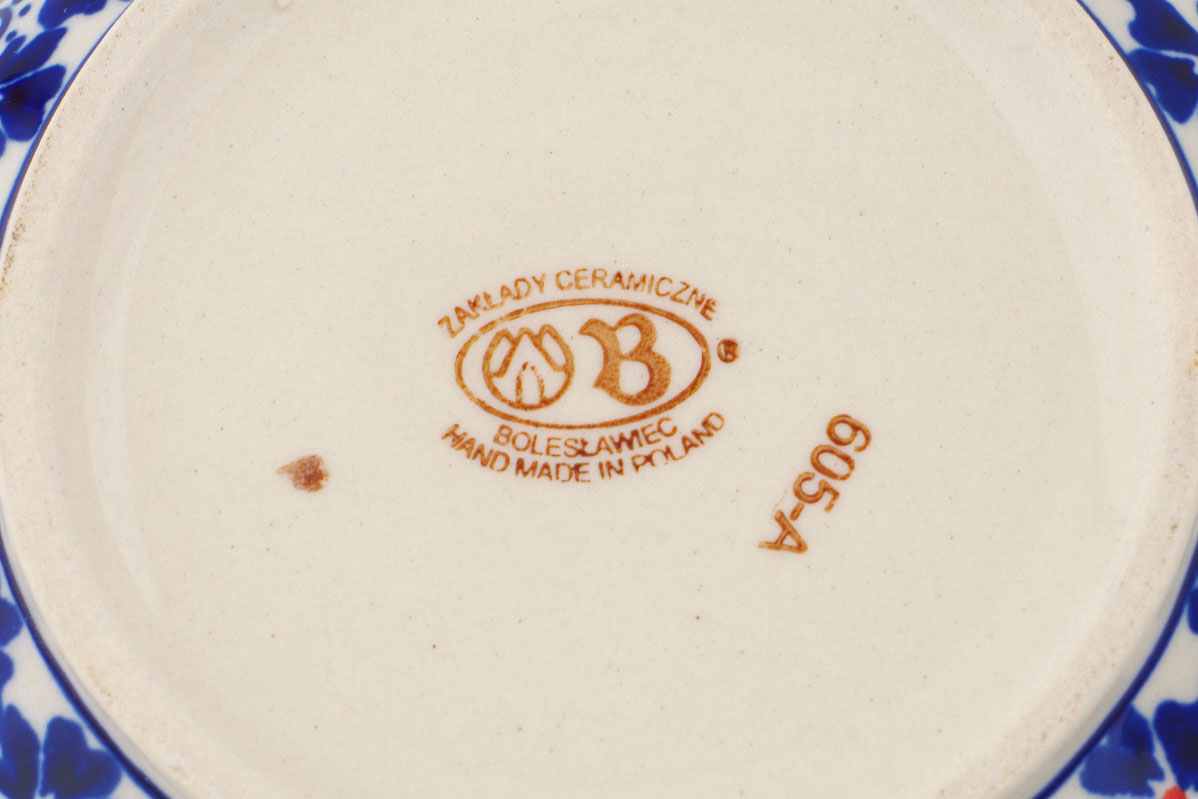 ZAKŁADY CERAMICZNE
B
®
BOLESŁAWIEC
HAND MADE IN POLAND
605-A